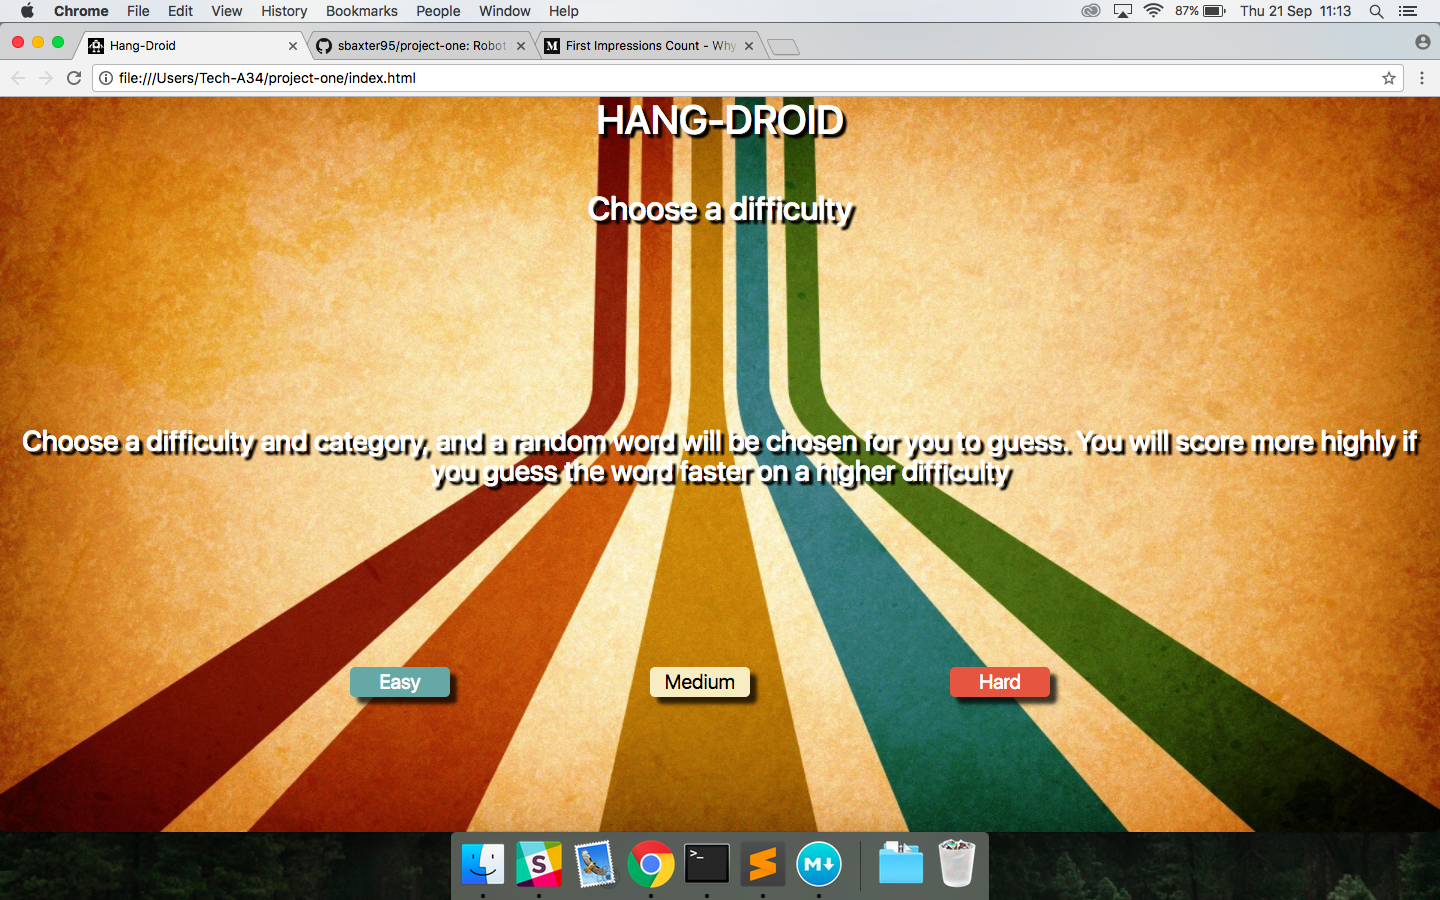 Chrome File Edit View History Bookmarks People Window Help 87% Thu 21 Sep 11:13
Hang-Droid sbaxter95/project-one: Robot M First Impressions Count - Why
file:///Users/Tech-A34/project-one/index.html
HANG-DROID
Choose a difficulty
Choose a difficulty and category, and a random word will be chosen for you to guess. You will score more highly if
you guess the word faster on a higher difficulty
Easy Medium Hard
S >_ M